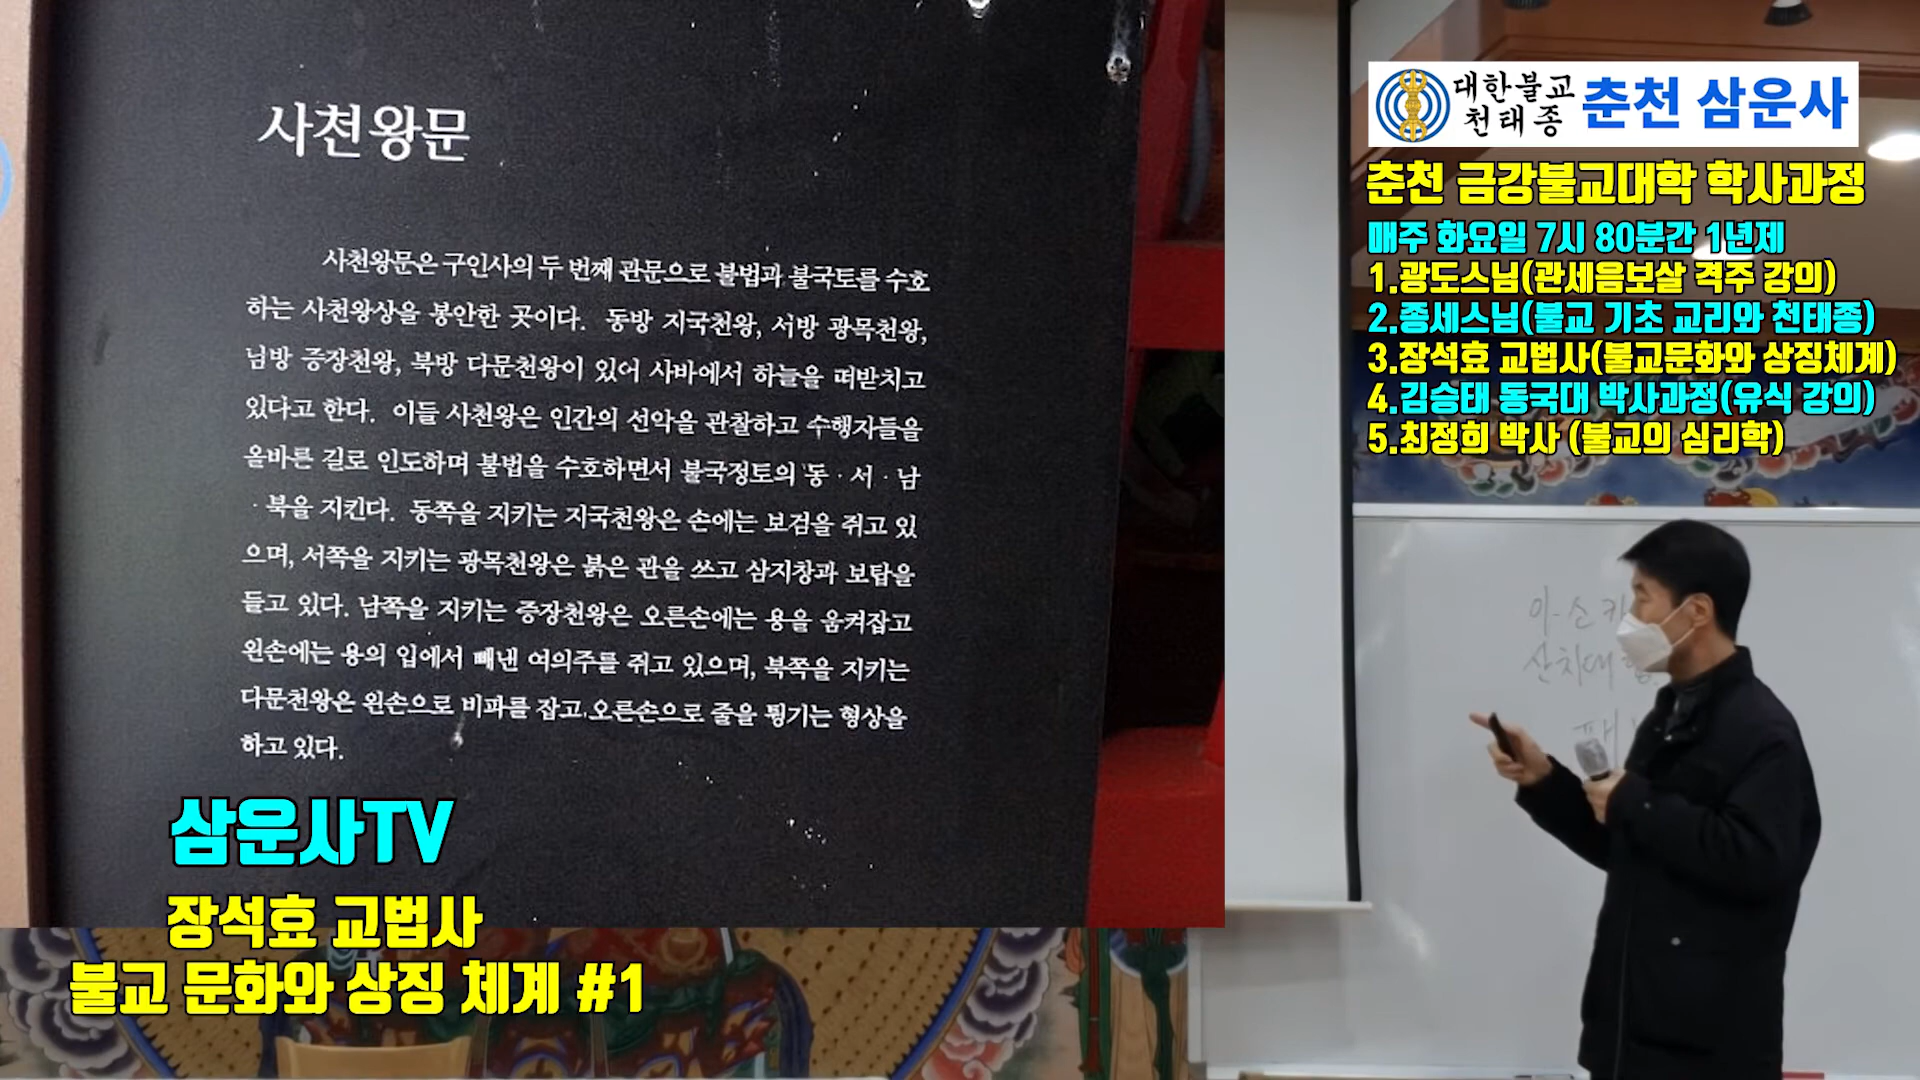 사천왕문
사천왕문은 구인사의 두 번째 관문으로 불법과 불국토를 수호
하는 사천왕상을 봉안한 곳이다. 동방 지국천왕, 서방 광목천왕,
남방 증장천왕, 북방 다문천왕이 있어 사바에서 하늘을 떠받치고
있다고 한다. 이들 사천왕은 인간의 선악을 관찰하고 수행자들을
올바른 길로 인도하며 불법을 수호하면서 불국정토의 동 · 서 · 남
· 북을 지킨다. 동쪽을 지키는 지국천왕은 손에는 보검을 쥐고 있
으며, 서쪽을 지키는 광목천왕은 붉은 관을 쓰고 삼지창과 보탑을
들고 있다. 남쪽을 지키는 증장천왕은 오른손에는 용을 움켜잡고
왼손에는 용의 입에서 빼낸 여의주를 쥐고 있으며, 북쪽을 지키는
다문천왕은 왼손으로 비파를 잡고 오른손으로 줄을 튕기는 형상을
하고 있다.
삼운사TV
장석효 교법사
불교 문화와 상징 체계 #1
대한불교
천태종
춘천 삼운사
춘천 금강불교대학 학사과정
매주 화요일 7시 80분간 1년제
1.광도스님(관세음보살 격주 강의)
2.종세스님(불교 기초 교리와 천태종)
3.장석효 교법사(불교문화와 상징체계)
4.김승태 동국대 박사과정(유식 강의)
5.최정희 박사 (불교의 심리학)
아소카
산치대탑